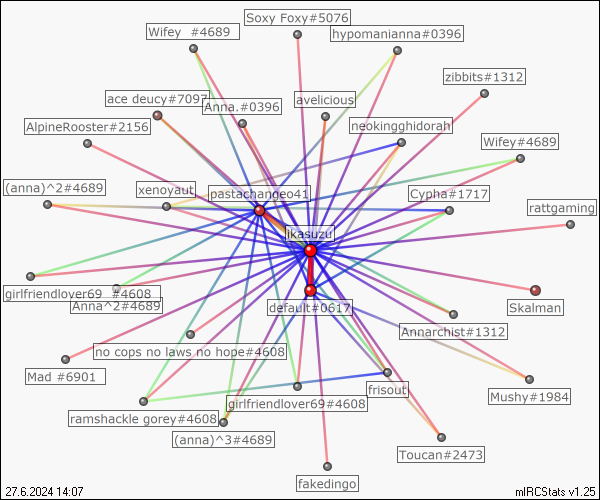 Soxy Foxy#5076
Wifey  #4689
hypomanianna#0396
zibbits#1312
ace deucy#7097
Anna.#0396
avelicious
AlpineRooster#2156
neokingghidorah
Wifey#4689
(anna)^2#4689
xenoyaut
pastachangeo41
Cypha#1717
rattgaming
jkasuzu
girlfriendlover69  #4608
Anna^2#4689
default#0617
Skalman
Annarchist#1312
no cops no laws no hope#4608
Mad #6901
frisout
Mushy#1984
girlfriendlover69#4608
ramshackle gorey#4608
(anna)^3#4689
Toucan#2473
fakedingo
27.6.2024 14:07
mIRCStats v1.25